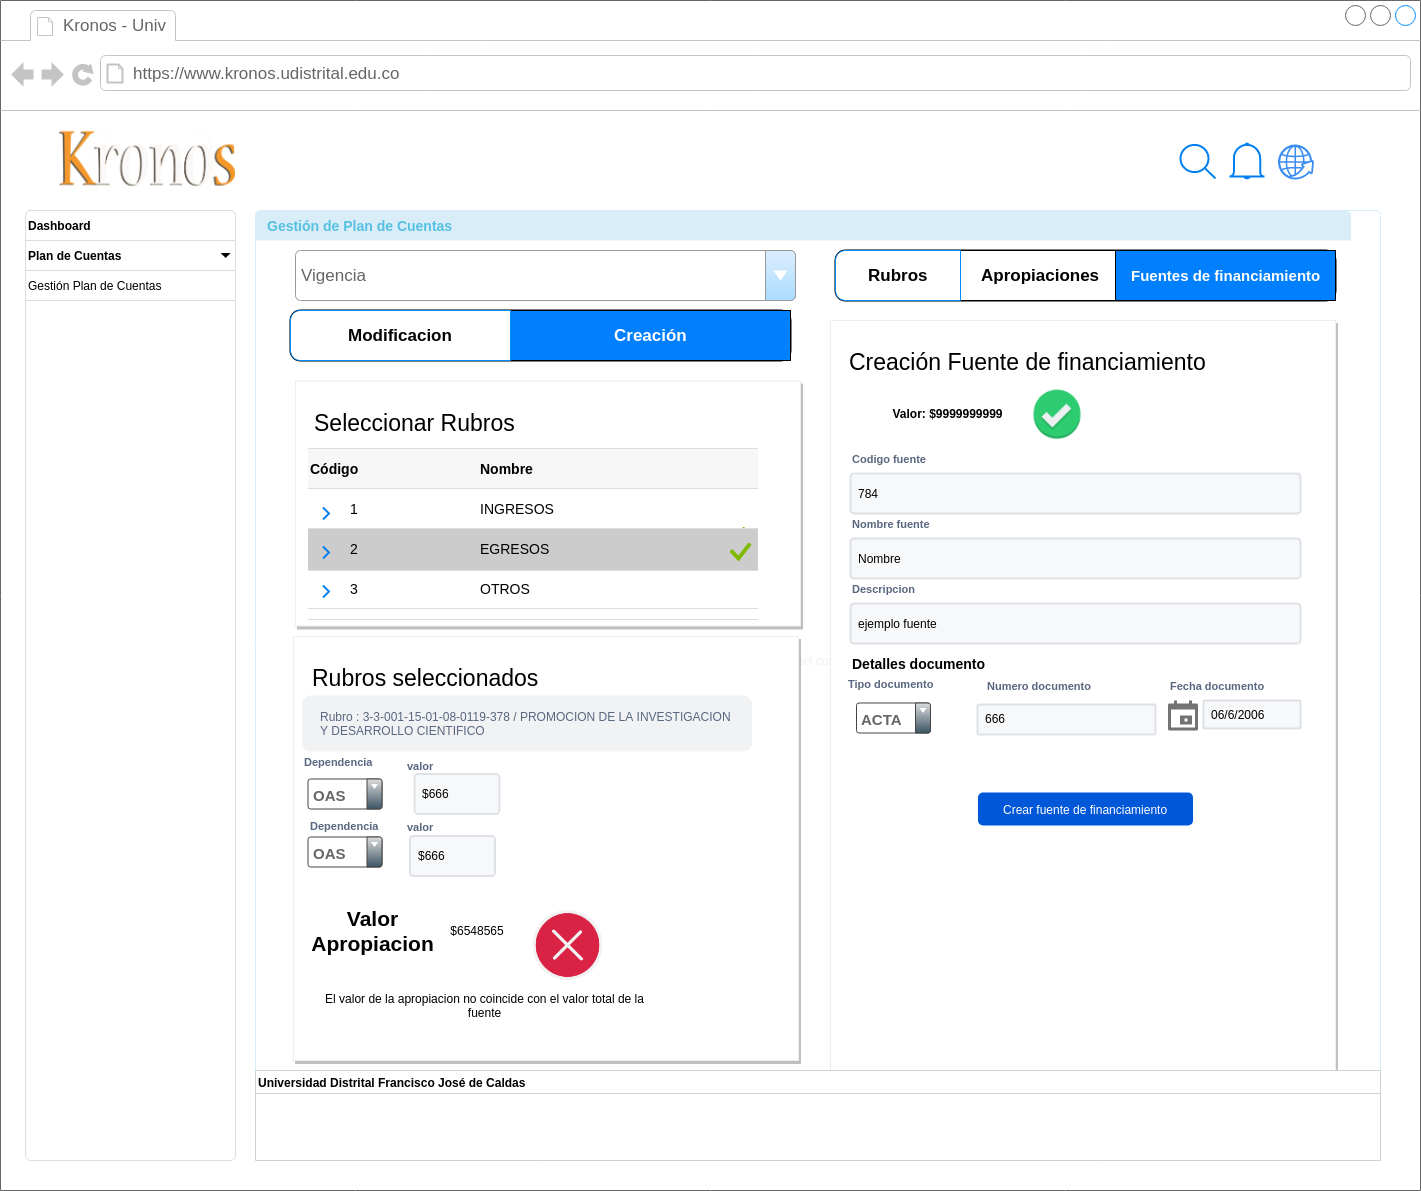 Kronos - Univ
https://www.kronos.udistrital.edu.co
Kronos
Dashboard
Plan de Cuentas
Gestión Plan de Cuentas
Gestión de Plan de Cuentas
Vigencia
Modificacion
Creación
Seleccionar Rubros
Código Nombre
1 INGRESOS
2 EGRESOS
3 OTROS
Rubros seleccionados
Rubro : 3-3-001-15-01-08-0119-378 / PROMOCION DE LA INVESTIGACION
Y DESARROLLO CIENTIFICO
Dependencia valor
OAS $666
Dependencia valor
OAS $666
Valor
Apropiacion
$6548565
El valor de la apropiacion no coincide con el valor total de la
fuente
Rubros
Apropiaciones
Fuentes de financiamiento
Creación Fuente de financiamiento
Valor: $9999999999
Codigo fuente
784
Nombre fuente
Nombre
Descripcion
ejemplo fuente
Detalles documento
Tipo documento Numero documento Fecha documento
ACTA 666 06/6/2006
Crear fuente de financiamiento
Universidad Distrital Francisco José de Caldas